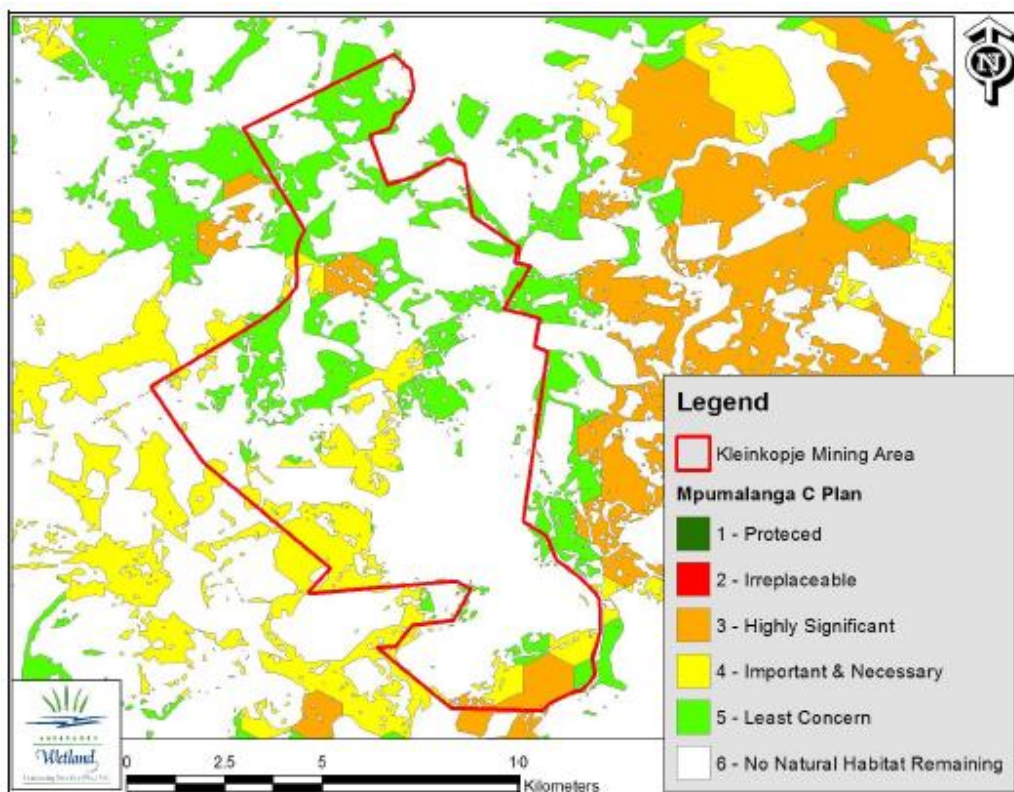 N
Legend
Kleinkopje Mining Area
Mpumalanga C Plan
1 - Proteced
2 - Irreplaceable
3 - Highly Significant
4 - Important & Necessary
5 - Least Concern
6 - No Natural Habitat Remaining
Wetland
0 2.5 5 10
Kilometers